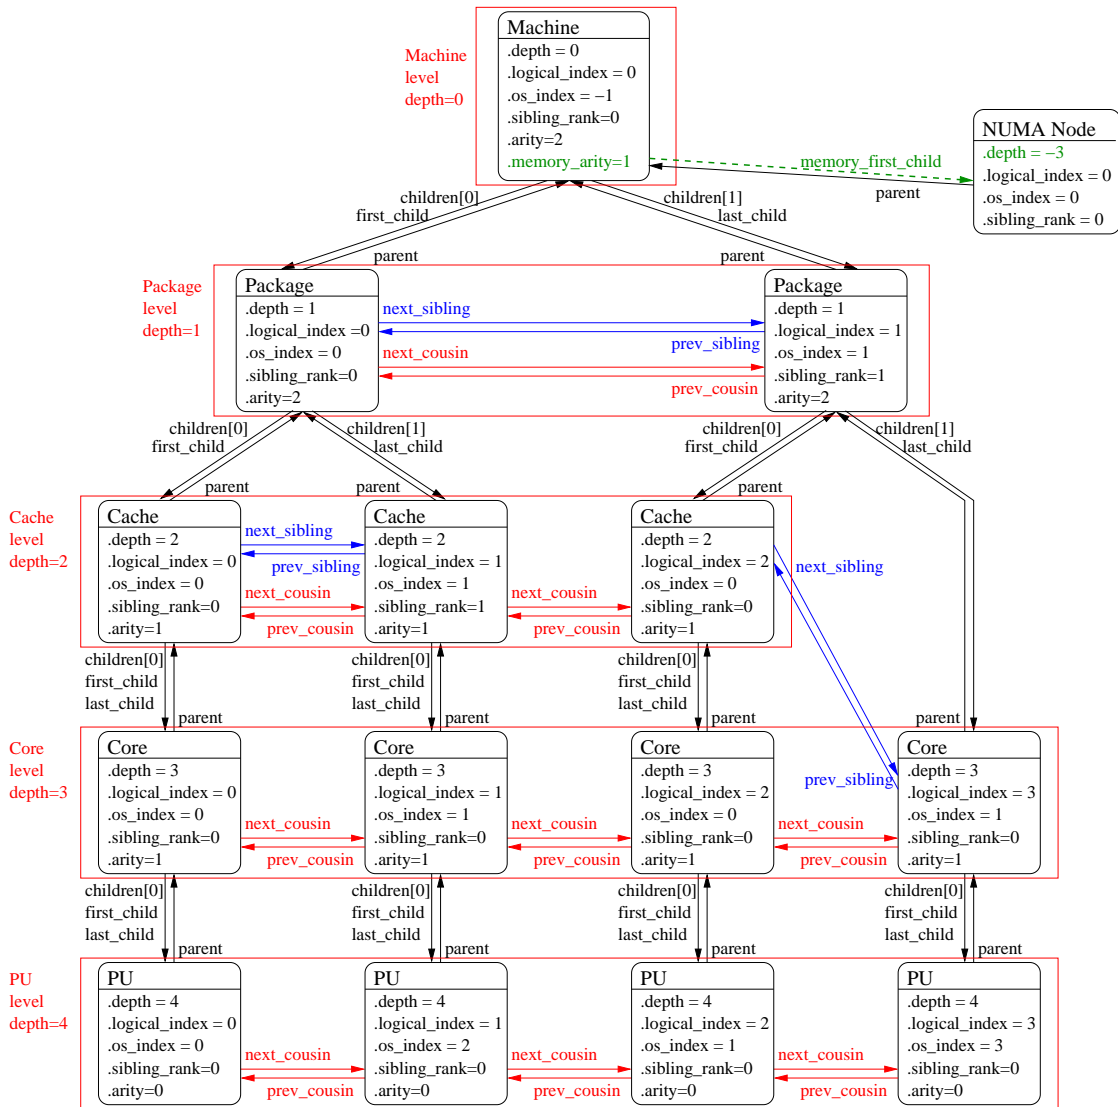 Machine
level
depth=0
Machine
.depth = 0
.logical_index = 0
.os_index = −1
.sibling_rank=0
.arity=2
.memory_arity=1
memory_first_child
parent
NUMA Node
.depth = −3
.logical_index = 0
.os_index = 0
.sibling_rank = 0
children[0]
first_child
children[1]
last_child
parent
parent
Package
level
depth=1
Package
.depth = 1
.logical_index =0
.os_index = 0
.sibling_rank=0
.arity=2
next_sibling
prev_sibling
next_cousin
prev_cousin
Package
.depth = 1
.logical_index = 1
.os_index = 1
.sibling_rank=1
.arity=2
children[0]
first_child
children[1]
last_child
children[0]
first_child
children[1]
last_child
parent
parent
parent
Cache
level
depth=2
Cache
.depth = 2
.logical_index = 0
.os_index = 0
.sibling_rank=0
.arity=1
next_sibling
prev_sibling
next_cousin
prev_cousin
Cache
.depth = 2
.logical_index = 1
.os_index = 1
.sibling_rank=1
.arity=1
next_cousin
prev_cousin
Cache
.depth = 2
.logical_index = 2
.os_index = 0
.sibling_rank=0
.arity=1
next_sibling
prev_sibling
children[0]
first_child
last_child
parent
children[0]
first_child
last_child
parent
children[0]
first_child
last_child
parent
parent
Core
level
depth=3
Core
.depth = 3
.logical_index = 0
.os_index = 0
.sibling_rank=0
.arity=1
next_cousin
prev_cousin
Core
.depth = 3
.logical_index = 1
.os_index = 1
.sibling_rank=0
.arity=1
next_cousin
prev_cousin
Core
.depth = 3
.logical_index = 2
.os_index = 0
.sibling_rank=0
.arity=1
next_cousin
prev_cousin
Core
.depth = 3
.logical_index = 3
.os_index = 1
.sibling_rank=0
.arity=1
children[0]
first_child
last_child
parent
children[0]
first_child
last_child
parent
children[0]
first_child
last_child
parent
children[0]
first_child
last_child
parent
PU
level
depth=4
PU
.depth = 4
.logical_index = 0
.os_index = 0
.sibling_rank=0
.arity=0
next_cousin
prev_cousin
PU
.depth = 4
.logical_index = 1
.os_index = 2
.sibling_rank=0
.arity=0
next_cousin
prev_cousin
PU
.depth = 4
.logical_index = 2
.os_index = 1
.sibling_rank=0
.arity=0
next_cousin
prev_cousin
PU
.depth = 4
.logical_index = 3
.os_index = 3
.sibling_rank=0
.arity=0